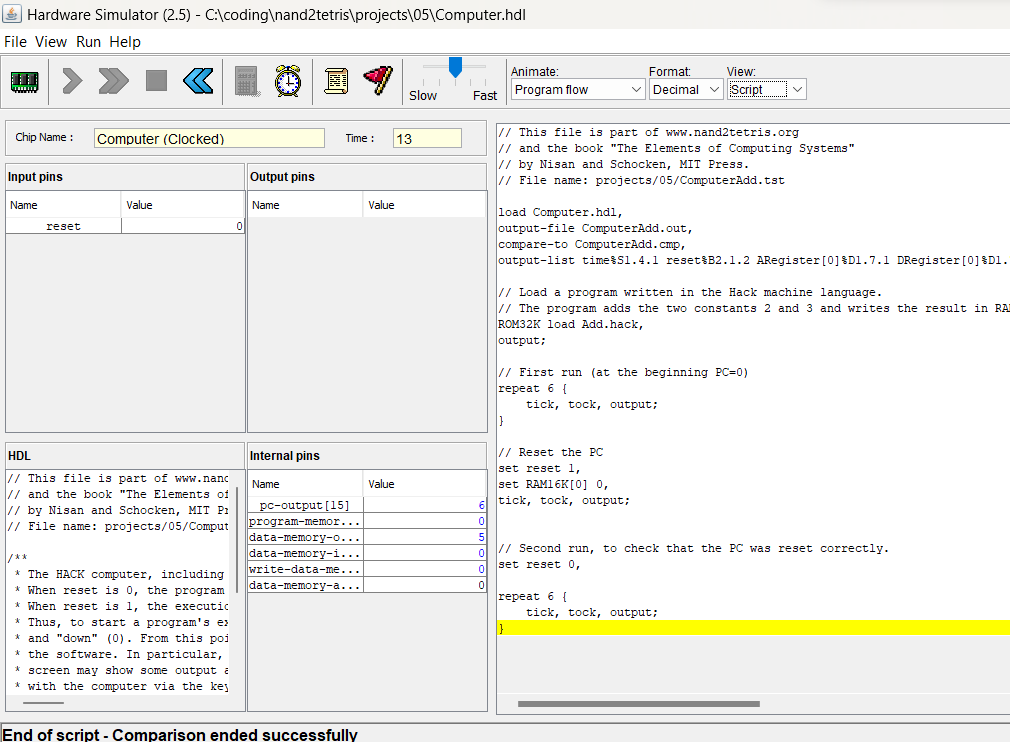 Hardware Simulator (2.5) - C:\coding\nand2tetris\projects\05\Computer.hdl
File View Run Help
Slow Fast
Animate: Format: View:
Program flow Decimal Script
Chip Name : Computer (Clocked) Time : 13
Input pins
Name Value
reset 0
Output pins
Name Value
HDL
// This file is part of www.nand
// and the book "The Elements of
// by Nisan and Schocken, MIT Pr
// File name: projects/05/Comput
/**
* The HACK computer, including
* When reset is 0, the program
* When reset is 1, the executio
* Thus, to start a program's ex
* and "down" (0). From this poi
* the software. In particular,
* screen may show some output a
* with the computer via the key
Internal pins
Name Value
pc-output[15] 6
program-memor... 0
data-memory-o... 5
data-memory-i... 0
write-data-me... 0
data-memory-a... 0
// This file is part of www.nand2tetris.org
// and the book "The Elements of Computing Systems"
// by Nisan and Schocken, MIT Press.
// File name: projects/05/ComputerAdd.tst
load Computer.hdl,
output-file ComputerAdd.out,
compare-to ComputerAdd.cmp,
output-list time%S1.4.1 reset%B2.1.2 ARegister[0]%D1.7.1 DRegister[0]%D1.
// Load a program written in the Hack machine language.
// The program adds the two constants 2 and 3 and writes the result in RAM
ROM32K load Add.hack,
output;
// First run (at the beginning PC=0)
repeat 6 {
tick, tock, output;
}
// Reset the PC
set reset 1,
set RAM16K[0] 0,
tick, tock, output;
// Second run, to check that the PC was reset correctly.
set reset 0,
repeat 6 {
tick, tock, output;
}
End of script - Comparison ended successfully